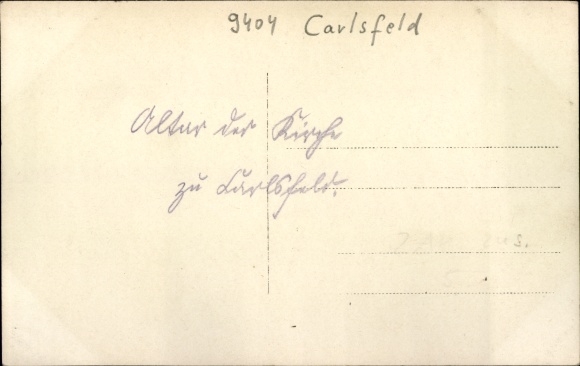 9404 Carlsfeld
Altar der Kirche
zu Carlsfeld.